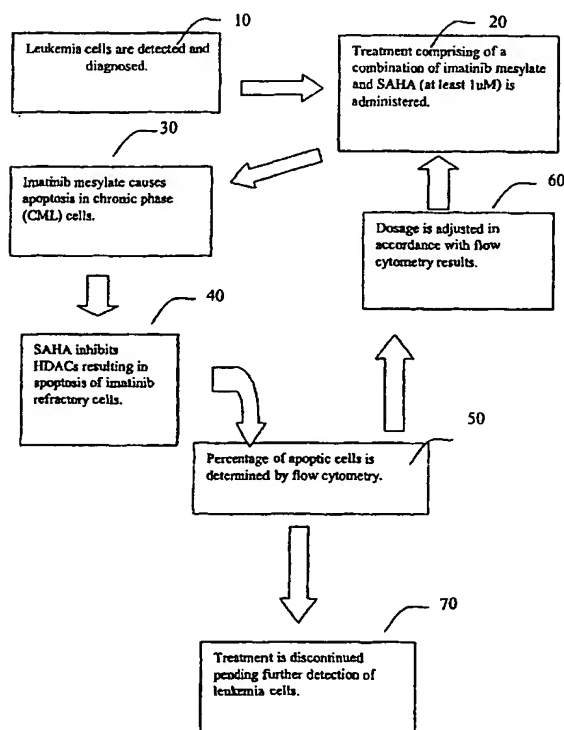 10
Leukemia cells are detected and
diagnosed.
20
Treatment comprising of a
combination of imatinib mesylate
and SAHA (at least 1uM) is
administered.
30
Imatinib mesylate causes
apoptosis in chronic phase
(CML) cells.
40
SAHA inhibits
HDACs resulting in
apoptosis of imatinib
refractory cells.
50
Percentage of apoptic cells is
determined by flow cytometry.
60
Dosage is adjusted in
accordance with flow
cytometry results.
70
Treatment is discontinued
pending further detection of
leukemia cells.